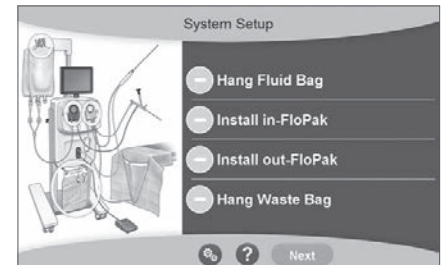 System Setup
Hang Fluid Bag
Install in-FloPak
Install out-FloPak
Hang Waste Bag
?
Next